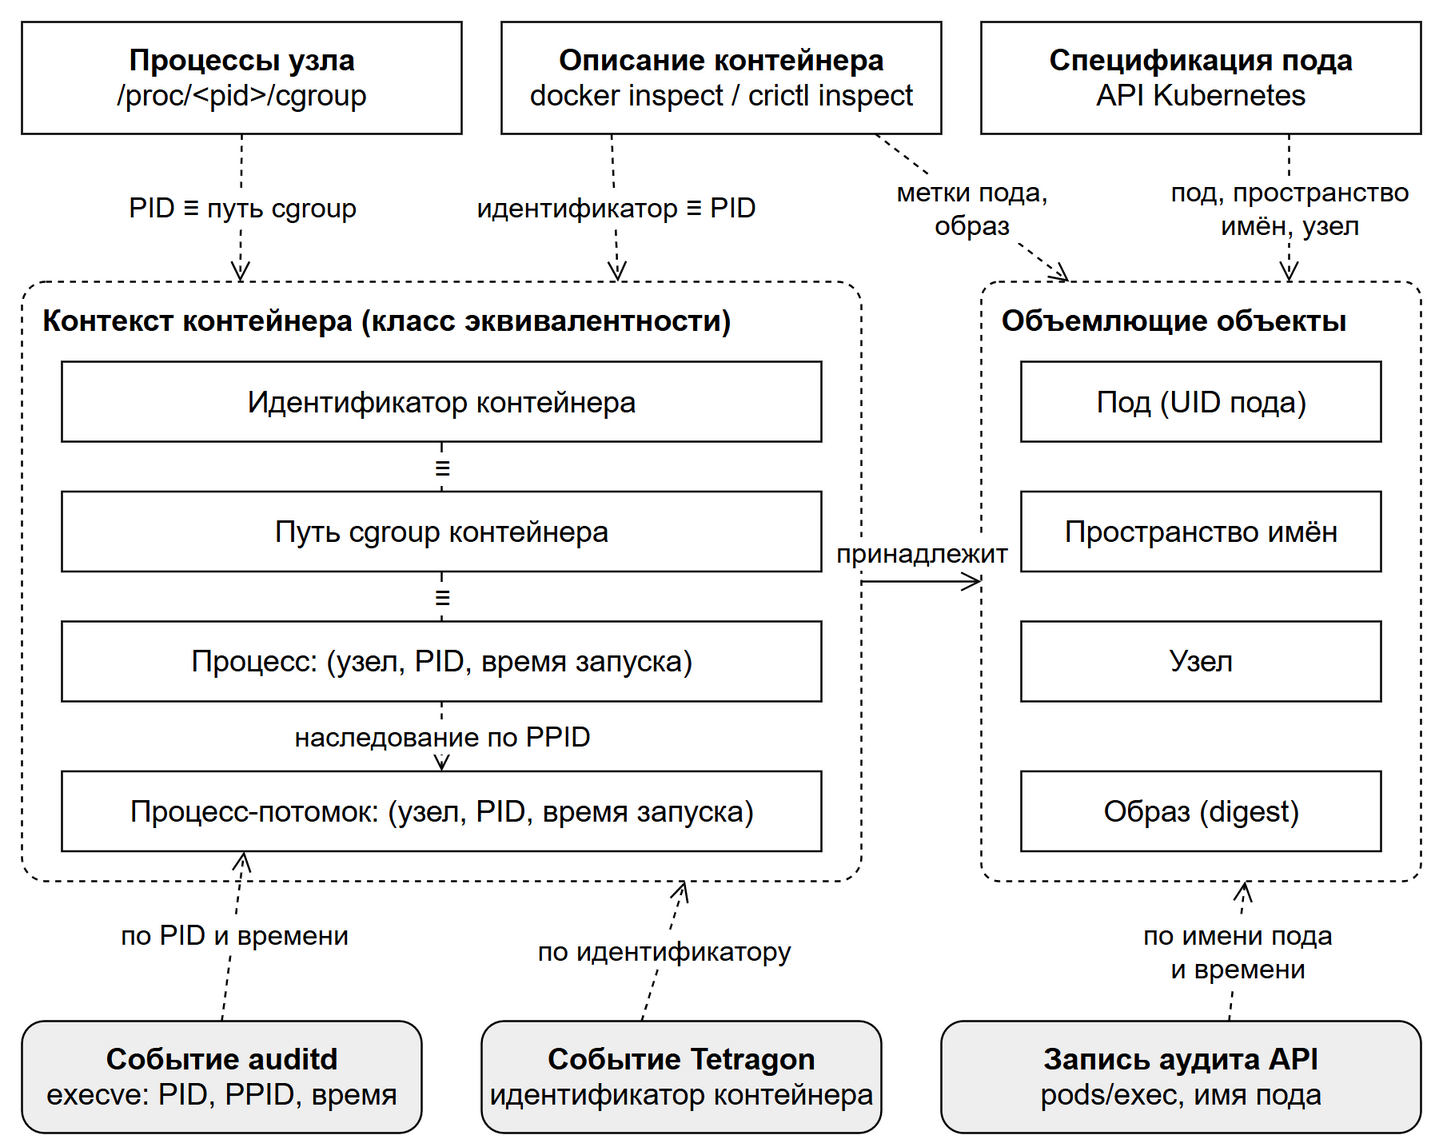 Процессы узла
/proc/<pid>/cgroup
Описание контейнера
docker inspect / crictl inspect
Спецификация пода
API Kubernetes
PID ≡ путь cgroup
идентификатор ≡ PID
метки пода,
образ
под, пространство
имён, узел
Контекст контейнера (класс эквивалентности)
Идентификатор контейнера
≡
Путь cgroup контейнера
≡
Процесс: (узел, PID, время запуска)
наследование по PPID
Процесс-потомок: (узел, PID, время запуска)
принадлежит
Объемлющие объекты
Под (UID пода)
Пространство имён
Узел
Образ (digest)
по PID и времени
по идентификатору
по имени пода
и времени
Событие auditd
execve: PID, PPID, время
Событие Tetragon
идентификатор контейнера
Запись аудита API
pods/exec, имя пода